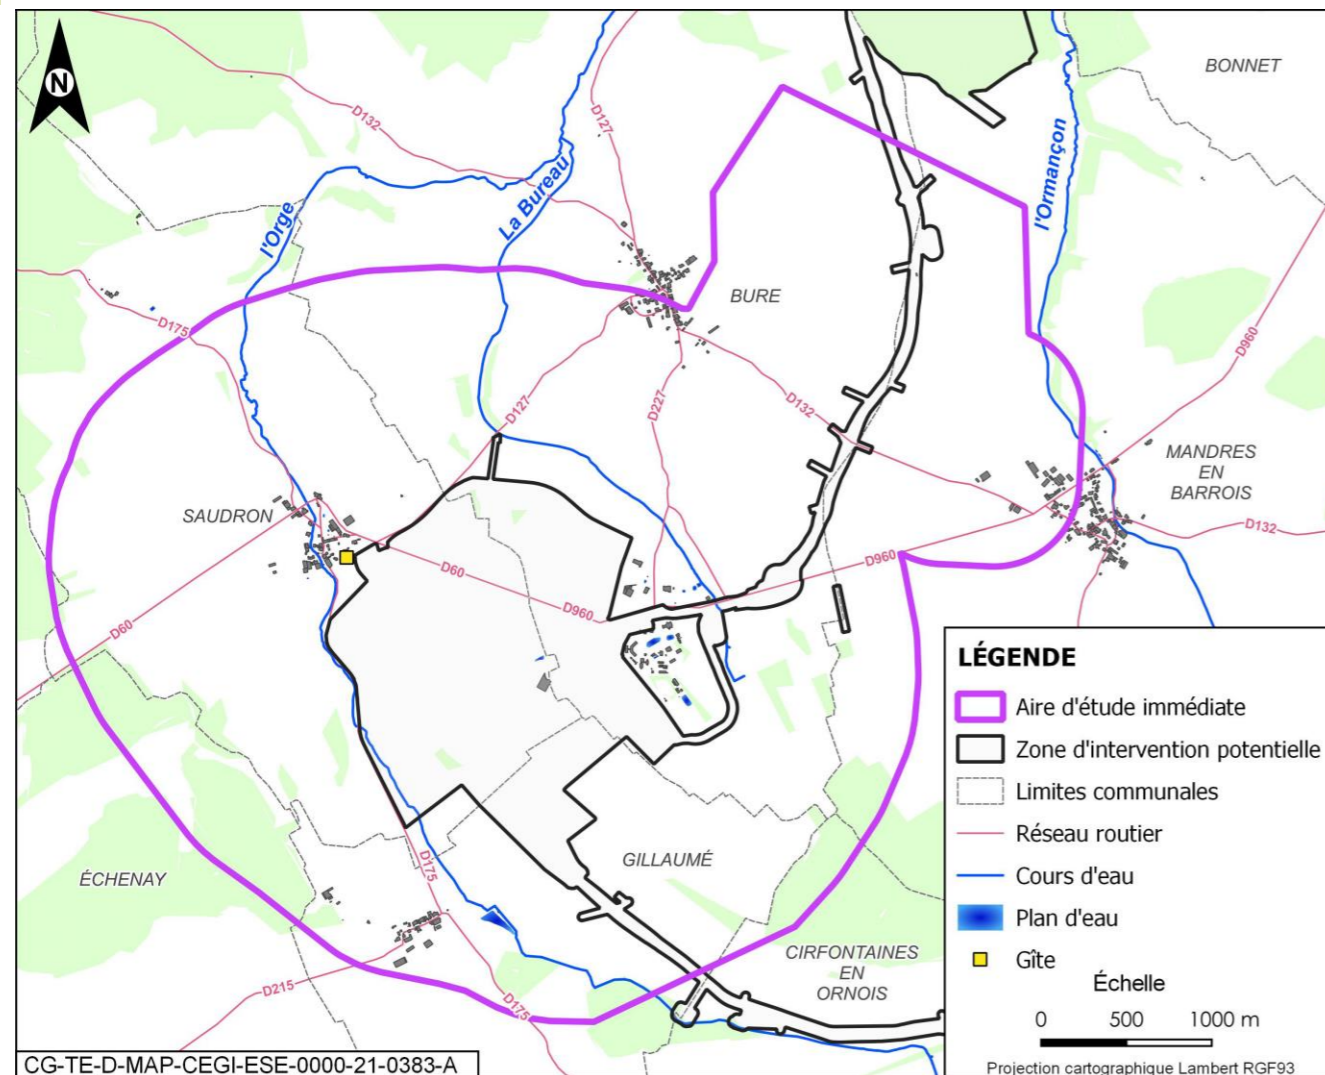 N
BONNET
D132
D127
La Bureau
l'Orge
l'Ormançon
BURE
D175
D960
D127
D227
D132
MANDRES
EN
BARROIS
SAUDRON
D132
D60
D960
D960
D60
ÉCHENAY
D175
GILLAUMÉ
CIRFONTAINES
EN
ORNOIS
D215
D175
LÉGENDE
Aire d'étude immédiate
Zone d'intervention potentielle
Limites communales
Réseau routier
Cours d'eau
Plan d'eau
Gîte
Échelle
0 500 1000 m
Projection cartographique Lambert RGF93
CG-TE-D-MAP-CEGI-ESE-0000-21-0383-A